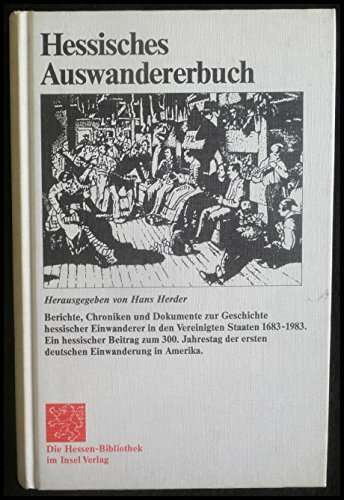 Hessisches
Auswandererbuch
Herausgegeben von Hans Herder
Berichte, Chroniken und Dokumente zur Geschichte
hessischer Einwanderer in den Vereinigten Staaten 1683-1983.
Ein hessischer Beitrag zum 300. Jahrestag der ersten
deutschen Einwanderung in Amerika.
Die Hessen-Bibliothek
im Insel Verlag